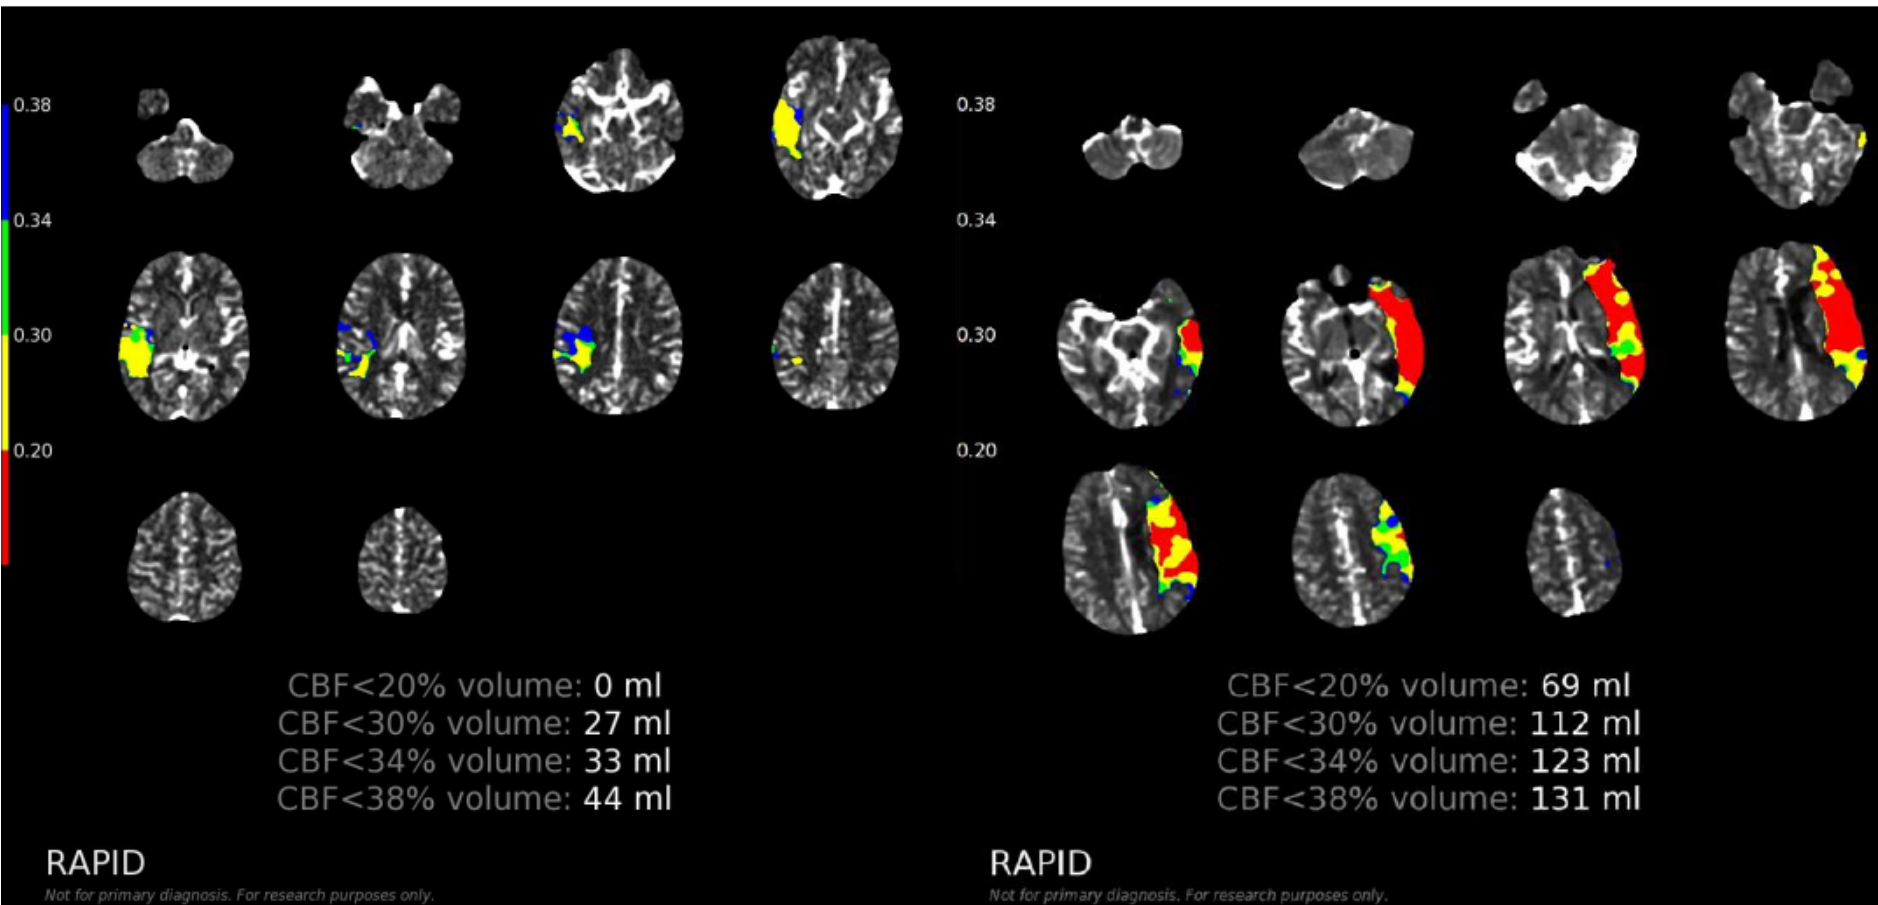 0.38
0.34
0.30
0.20
CBF<20% volume: 0 ml
CBF<30% volume: 27 ml
CBF<34% volume: 33 ml
CBF<38% volume: 44 ml
RAPID
Not for primary diagnosis. For research purposes only.
0.38
0.34
0.30
0.20
CBF<20% volume: 69 ml
CBF<30% volume: 112 ml
CBF<34% volume: 123 ml
CBF<38% volume: 131 ml
RAPID
Not for primary diagnosis. For research purposes only.